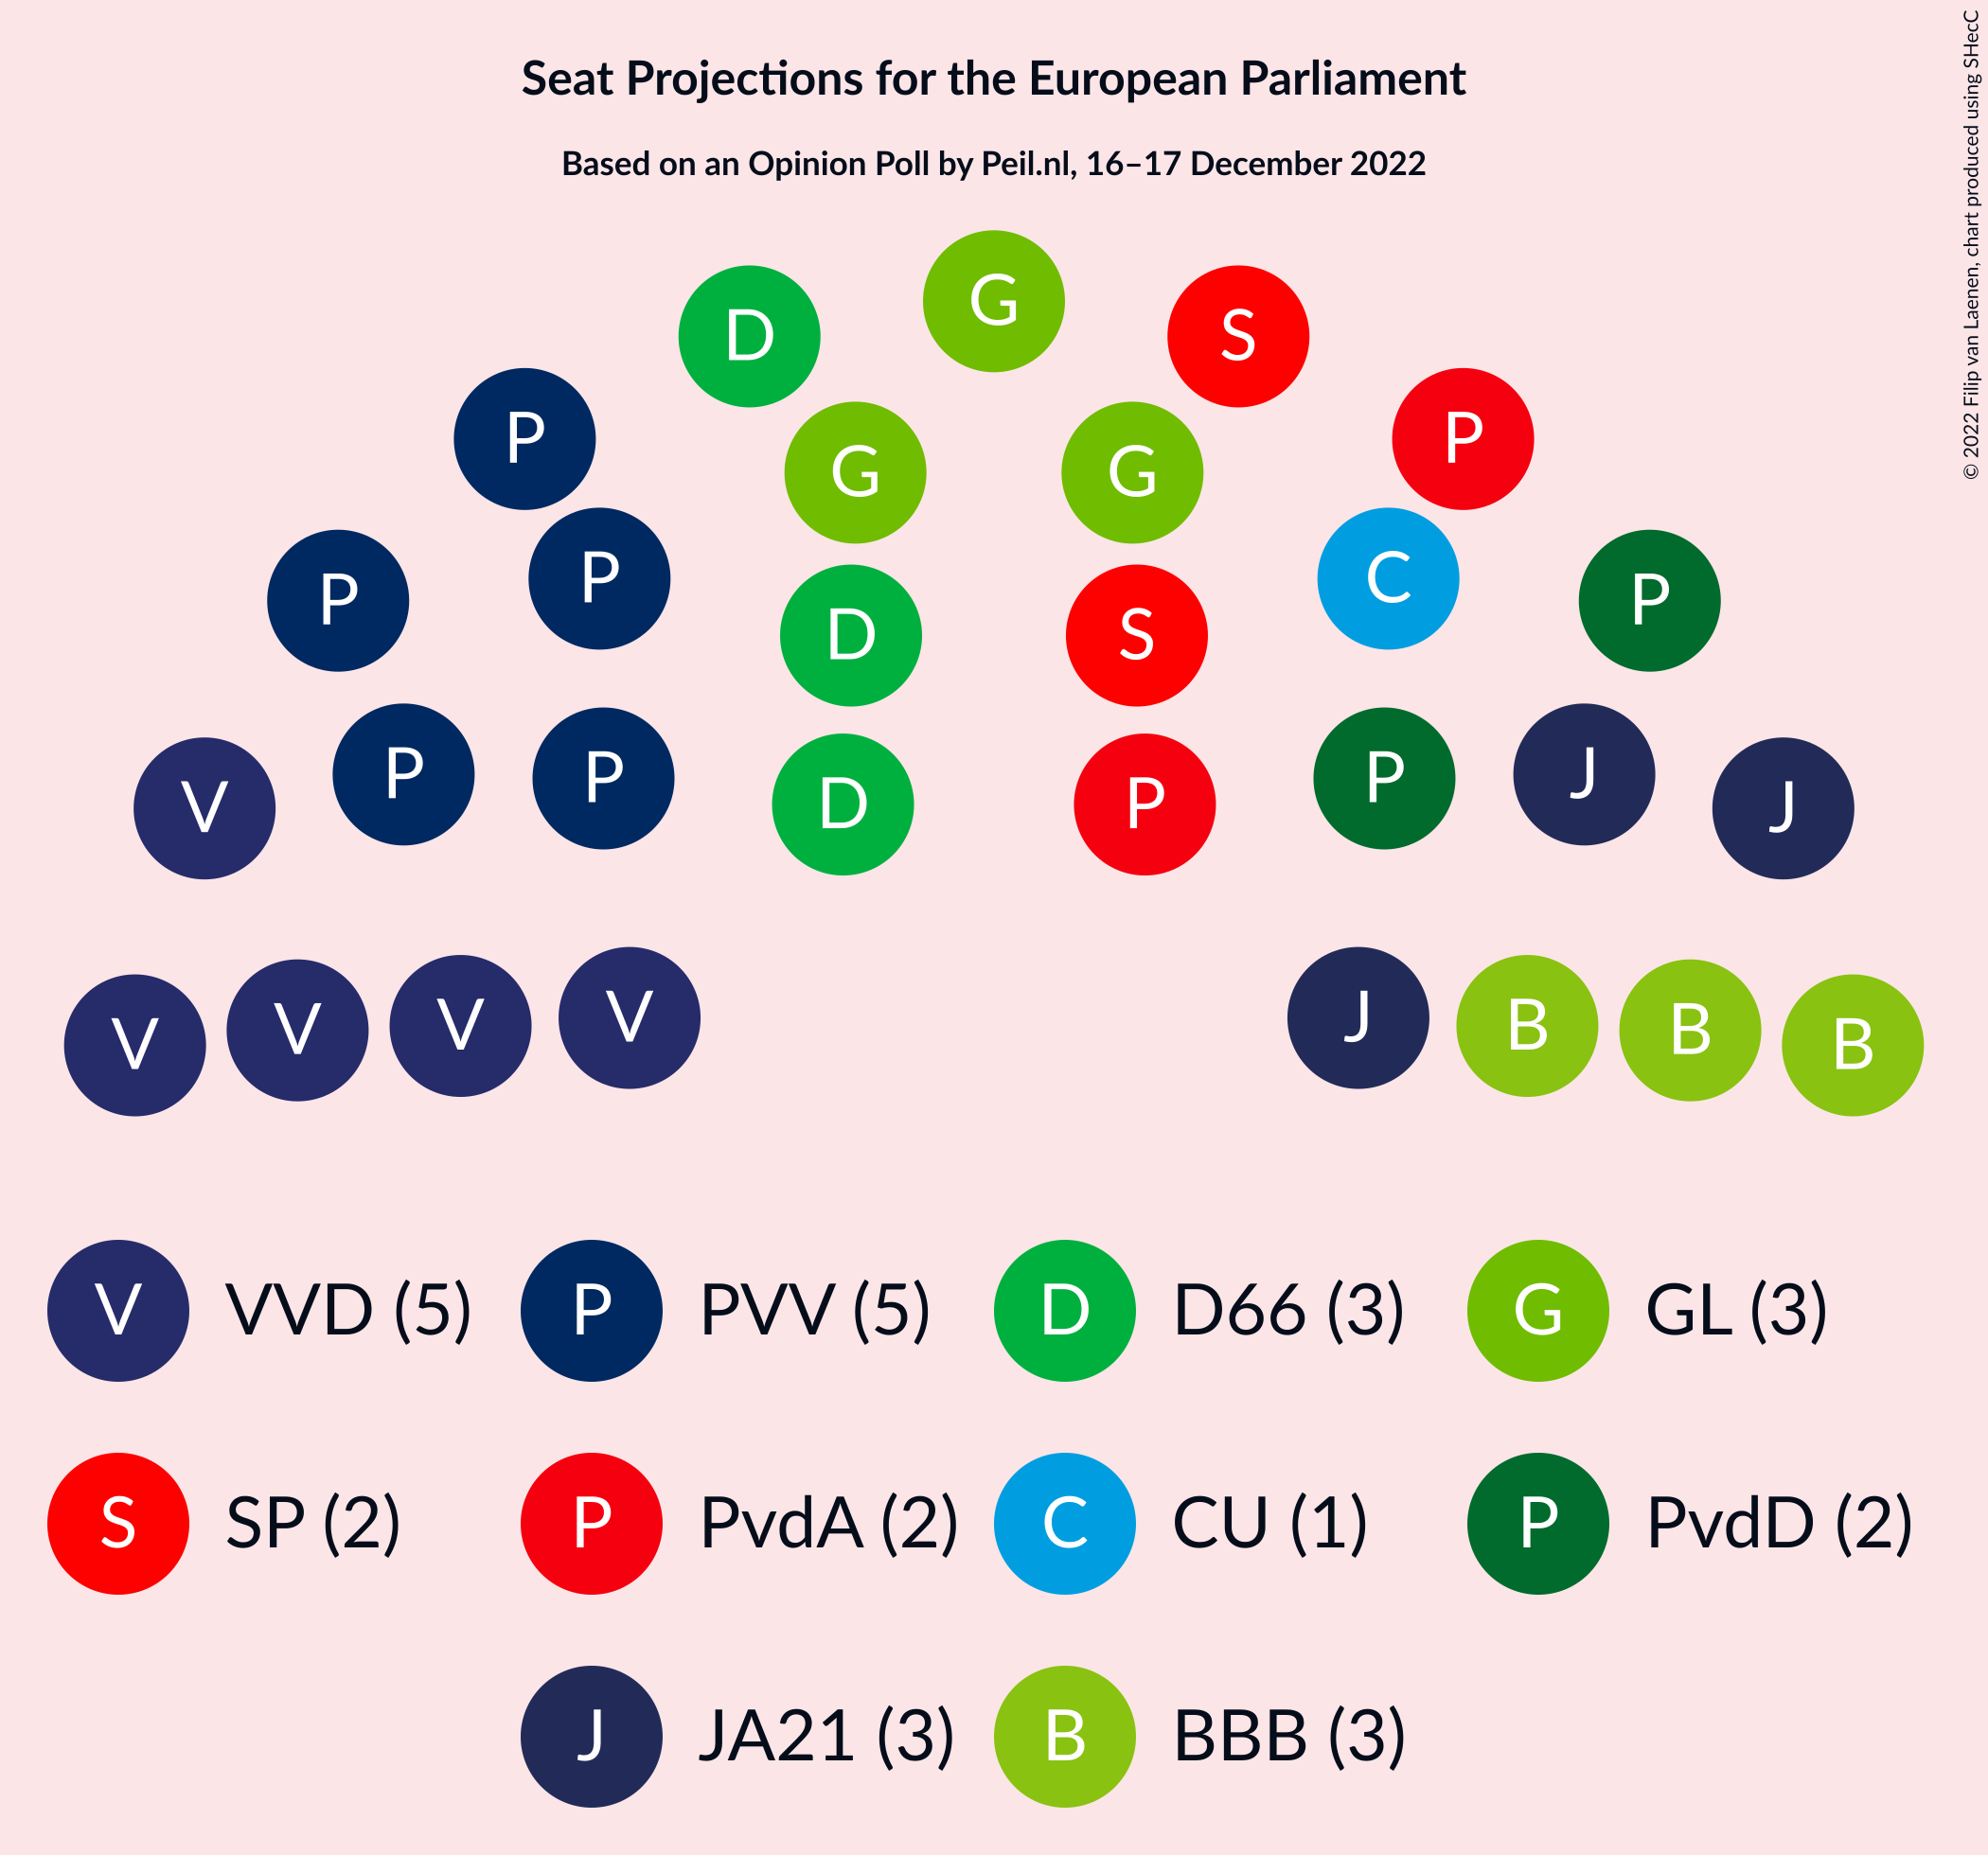 Seat Projections for the European Parliament
Based on an Opinion Poll by Peil.nl, 16–17 December 2022
© 2022 Filip van Laenen, chart produced using SHecC
G
D S
P P
G G
P P C P
D S
V P P D P P J J
V V V V J B B B
V VVD (5) P PVV (5) D D66 (3) G GL (3)
S SP (2) P PvdA (2) C CU (1) P PvdD (2)
J JA21 (3) B BBB (3)